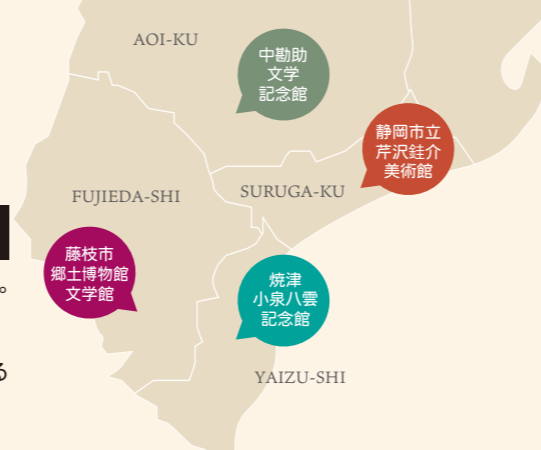 AOI-KU
中勘助
文学
記念館
静岡市立
芹沢銈介
美術館
FUJIEDA-SHI
SURUGA-KU
藤枝市
郷土博物館
文学館
。
焼津
小泉八雲
記念館
る
YAIZU-SHI